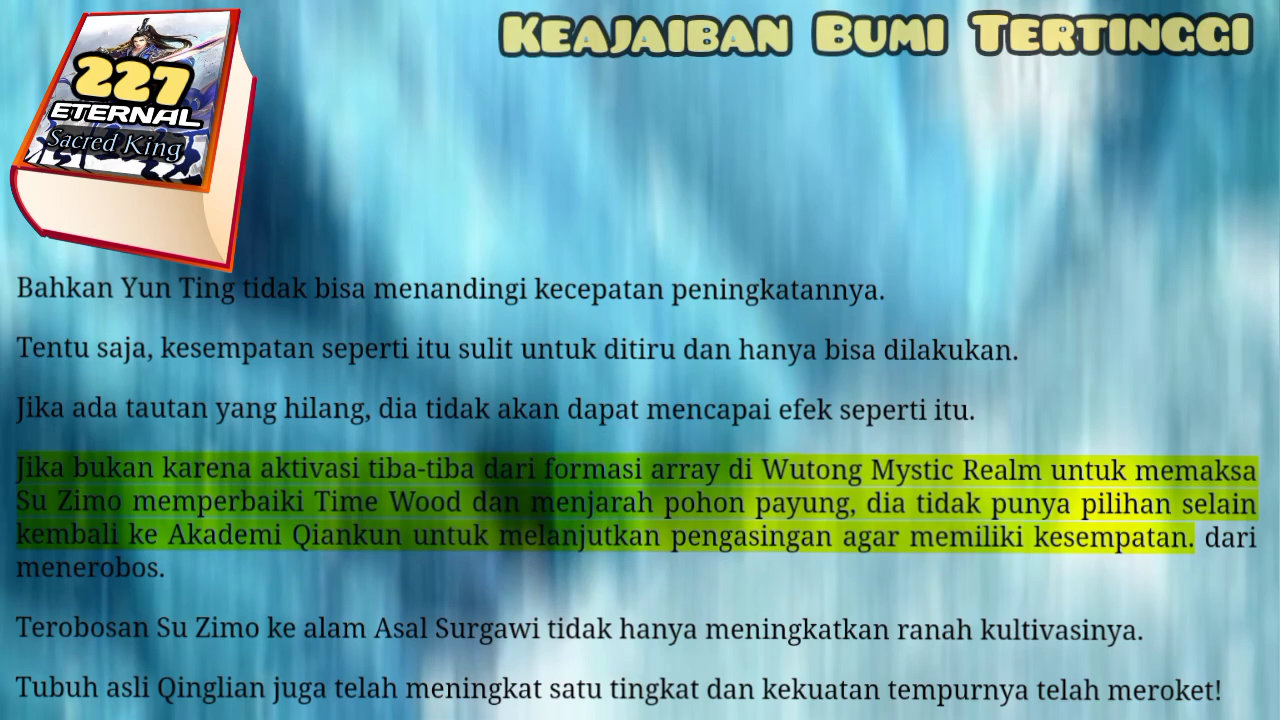 Keajaiban Bumi Tertinggi
227
ETERNAL
Sacred King
Bahkan Yun Ting tidak bisa menandingi kecepatan peningkatannya.
Tentu saja, kesempatan seperti itu sulit untuk ditiru dan hanya bisa dilakukan.
Jika ada tautan yang hilang, dia tidak akan dapat mencapai efek seperti itu.
Jika bukan karena aktivasi tiba-tiba dari formasi array di Wutong Mystic Realm untuk memaksa
Su Zimo memperbaiki Time Wood dan menjarah pohon payung, dia tidak punya pilihan selain
kembali ke Akademi Qiankun untuk melanjutkan pengasingan agar memiliki kesempatan. dari
menerobos.
Terobosan Su Zimo ke alam Asal Surgawi tidak hanya meningkatkan ranah kultivasinya.
Tubuh asli Qinglian juga telah meningkat satu tingkat dan kekuatan tempurnya telah meroket!